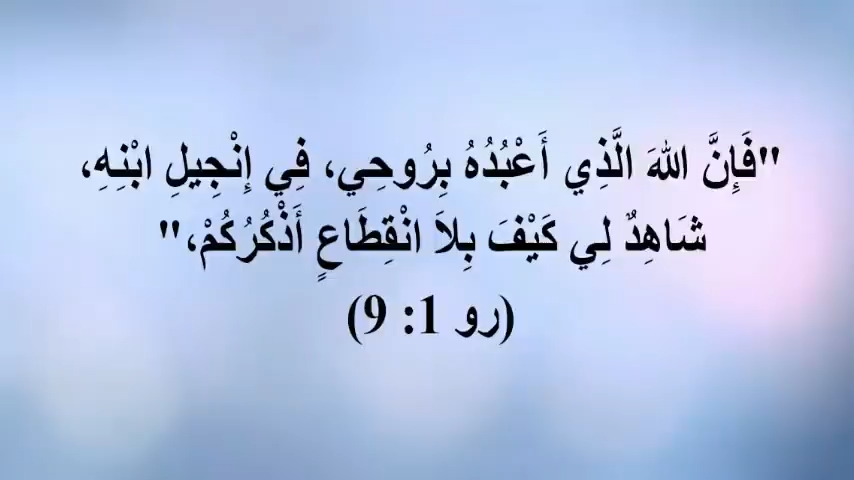 "فَإِنَّ اللهَ الَّذِي أَعْبُدُهُ بِرُوحِي، فِي إِنْجِيلِ ابْنِهِ،
شَاهِدٌ لِي كَيْفَ بِلاَ انْقِطَاعٍ أَذْكُرُكُمْ،"
(رو 1: 9)